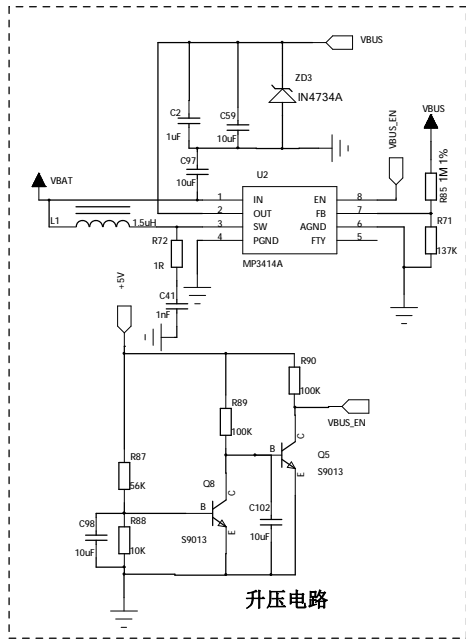 VBUS
ZD3
IN4734A
C2
1uF
C59
10uF
VBUS_EN
VBUS
R85 1M 1%
C97
10uF
U2
VBAT
1 IN EN 8
2 OUT FB 7
3 SW AGND 6
4 PGND FTY 5
MP3414A
L1
1.5uH
R71
137K
R72
1R
C41
1nF
+5V
R90
100K
R89
100K
VBUS_EN
R87
56K
Q8
B
C
E
S9013
B
C
E
Q5
S9013
C98
10uF
R88
10K
C102
10uF
升压电路